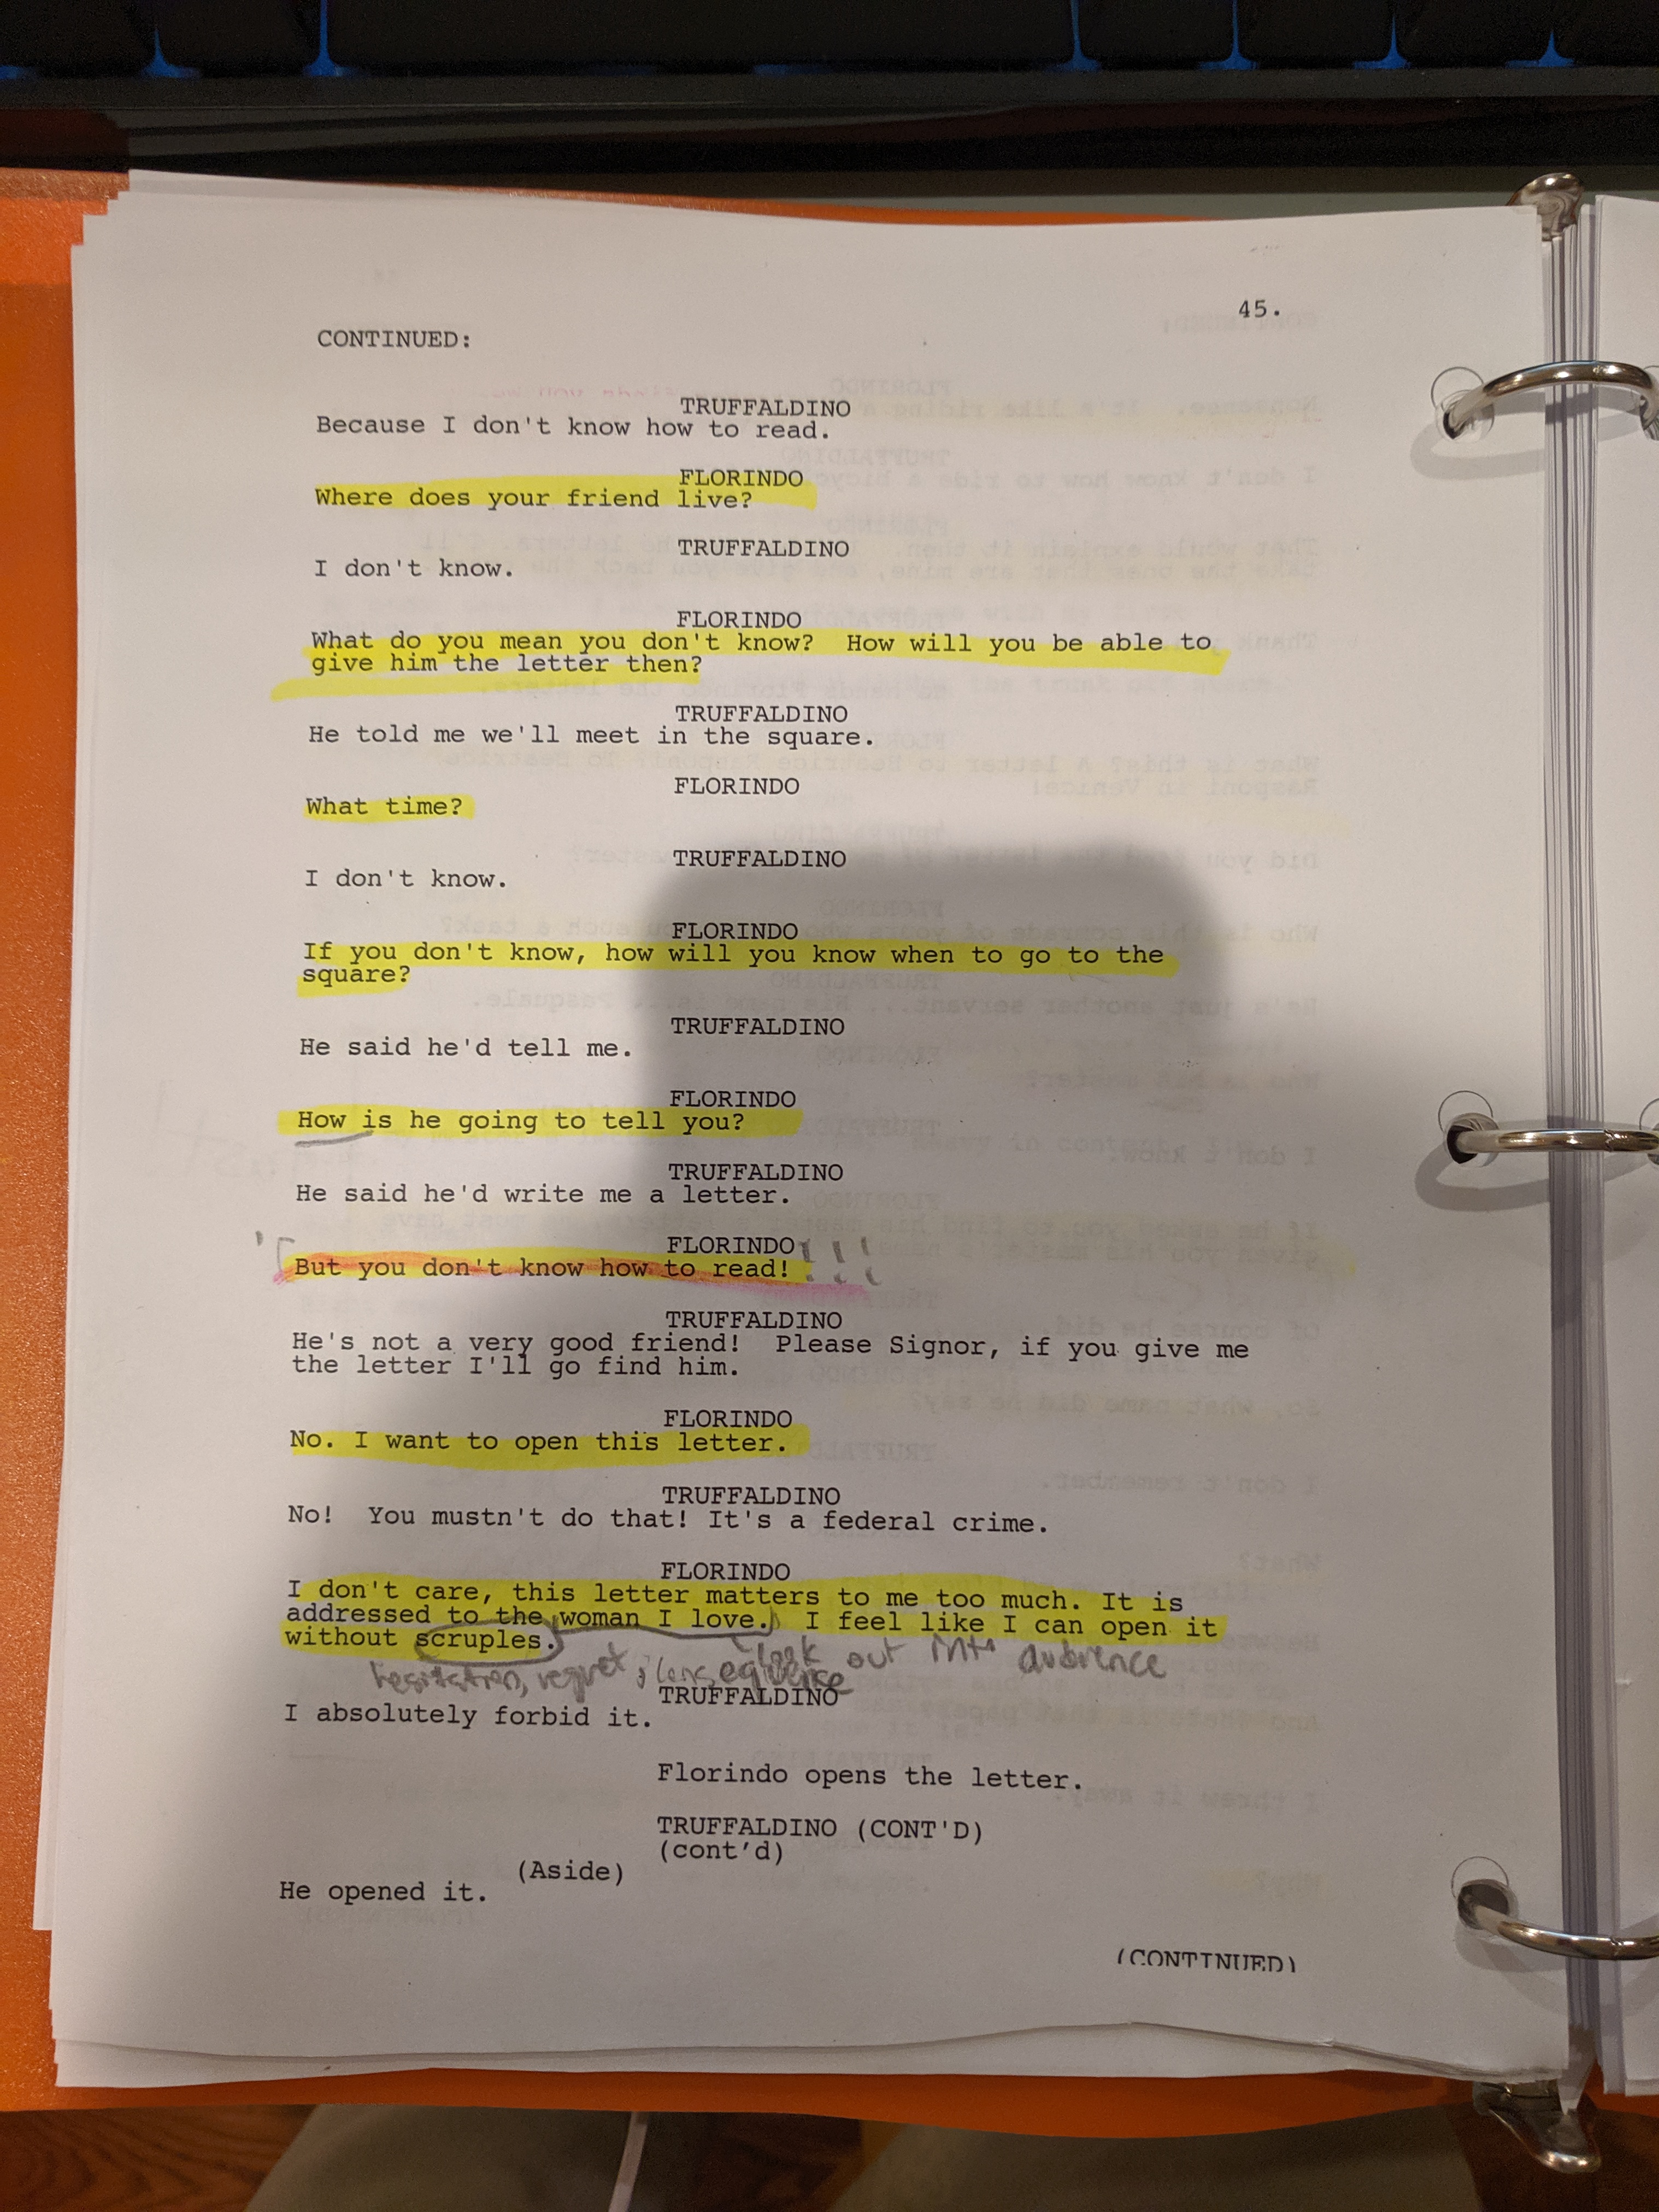 45.
CONTINUED:
TRUFFALDINO
Because I don't know how to read.
FLORINDO
Where does your friend live?
TRUFFALDINO
I don't know.
FLORINDO
What do you mean you don't know? How will you be able to
give him the letter then?
TRUFFALDINO
He told me we'll meet in the square.
FLORINDO
What time?
TRUFFALDINO
I don't know.
FLORINDO
If you don't know, how will you know when to go to the
square?
TRUFFALDINO
He said he'd tell me.
FLORINDO
How is he going to tell you?
TRUFFALDINO
He said he'd write me a letter.
FLORINDO
But you don't know how to read! !!!
TRUFFALDINO
He's not a very good friend! Please Signor, if you give me
the letter I'll go find him.
FLORINDO
No. I want to open this letter.
TRUFFALDINO
No! You mustn't do that! It's a federal crime.
FLORINDO
I don't care, this letter matters to me too much. It is
addressed to the woman I love. I feel like I can open it
without scruples.
look out into audience
hesitation, regret,
TRUFFALDINO
I absolutely forbid it.
Florindo opens the letter.
TRUFFALDINO (CONT'D)
(cont'd)
(Aside)
He opened it.
(CONTINUED)